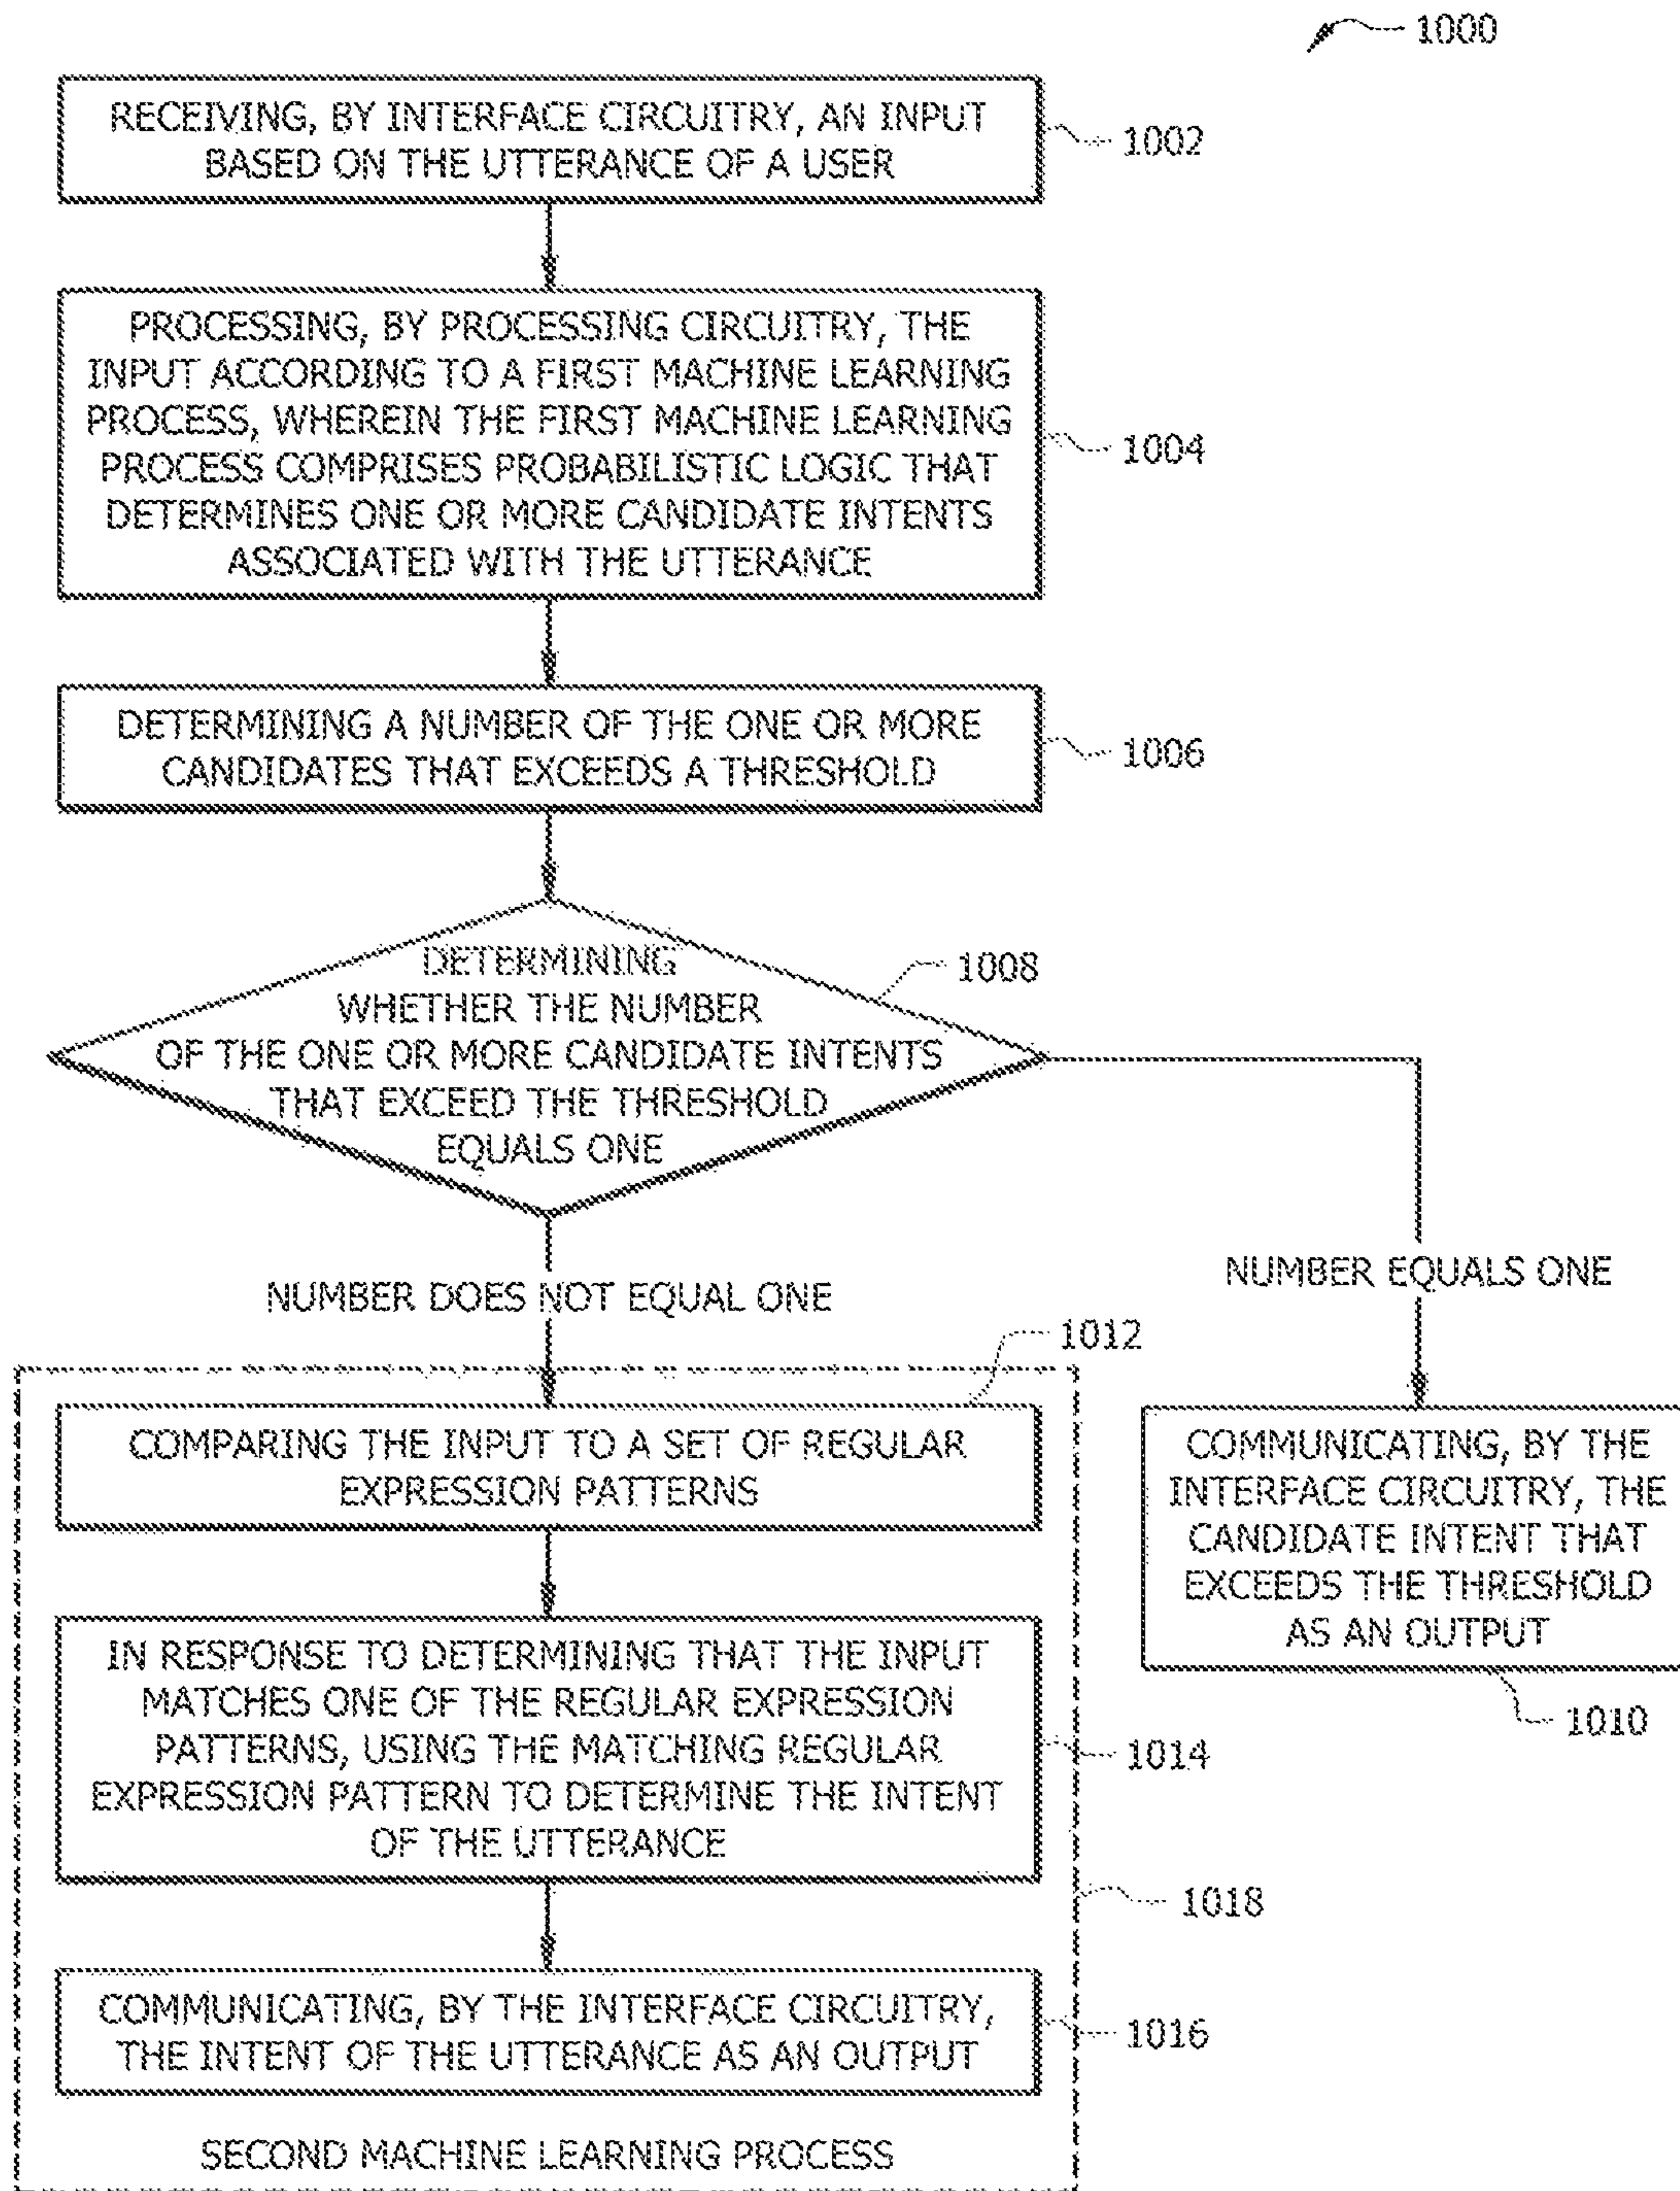 1000
RECEIVING, BY INTERFACE CIRCUITRY, AN INPUT
BASED ON THE UTTERANCE OF A USER
1002
PROCESSING, BY PROCESSING CIRCUITRY, THE
INPUT ACCORDING TO A FIRST MACHINE LEARNING
PROCESS, WHEREIN THE FIRST MACHINE LEARNING
PROCESS COMPRISES PROBABILISTIC LOGIC THAT
DETERMINES ONE OR MORE CANDIDATE INTENTS
ASSOCIATED WITH THE UTTERANCE
1004
DETERMINING A NUMBER OF THE ONE OR MORE
CANDIDATES THAT EXCEEDS A THRESHOLD
1006
DETERMINING
WHETHER THE NUMBER
OF THE ONE OR MORE CANDIDATE INTENTS
THAT EXCEED THE THRESHOLD
EQUALS ONE
1008
NUMBER DOES NOT EQUAL ONE
NUMBER EQUALS ONE
1012
COMPARING THE INPUT TO A SET OF REGULAR
EXPRESSION PATTERNS
COMMUNICATING, BY THE
INTERFACE CIRCUITRY, THE
CANDIDATE INTENT THAT
EXCEEDS THE THRESHOLD
AS AN OUTPUT
1010
IN RESPONSE TO DETERMINING THAT THE INPUT
MATCHES ONE OF THE REGULAR EXPRESSION
PATTERNS, USING THE MATCHING REGULAR
EXPRESSION PATTERN TO DETERMINE THE INTENT
OF THE UTTERANCE
1014
1018
COMMUNICATING, BY THE INTERFACE CIRCUITRY,
THE INTENT OF THE UTTERANCE AS AN OUTPUT
1016
SECOND MACHINE LEARNING PROCESS